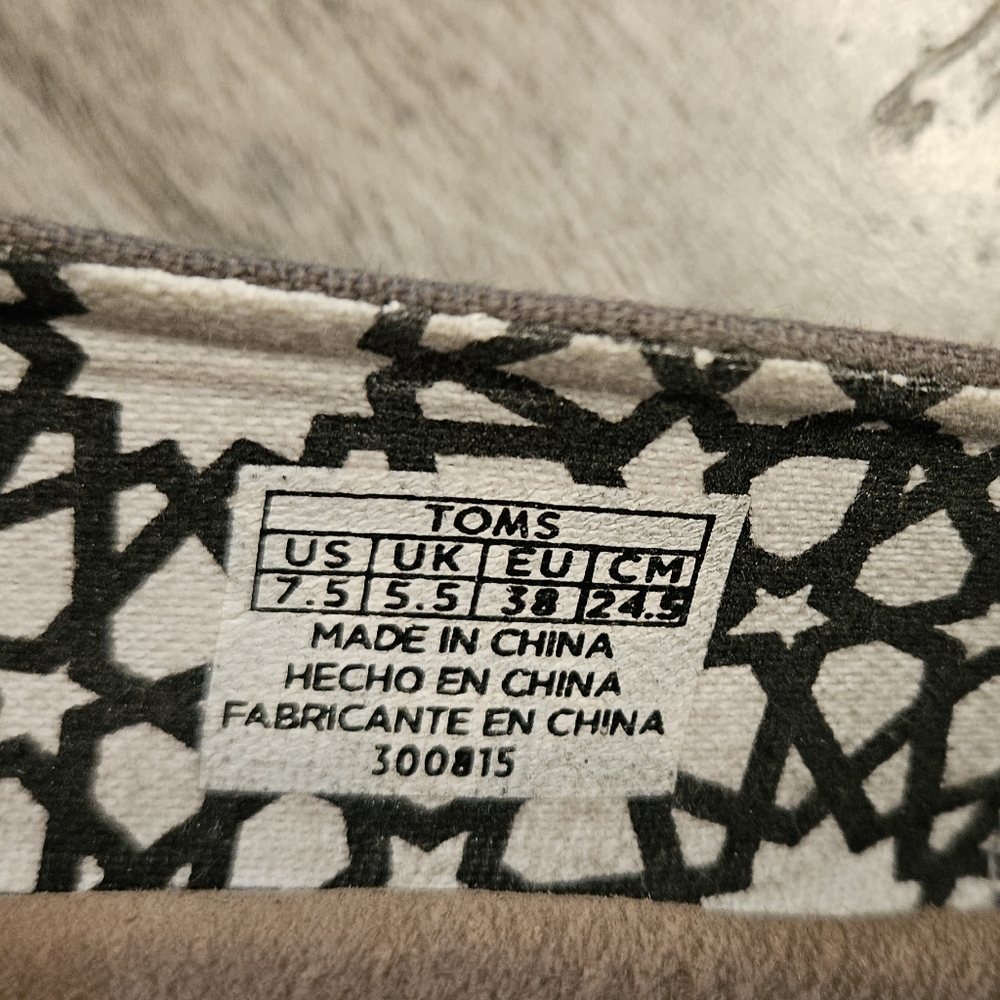 TOMS
US UK EU CM
7.5 5.5 38 24.5
MADE IN CHINA
HECHO EN CHINA
FABRICANTE EN CHINA
300815